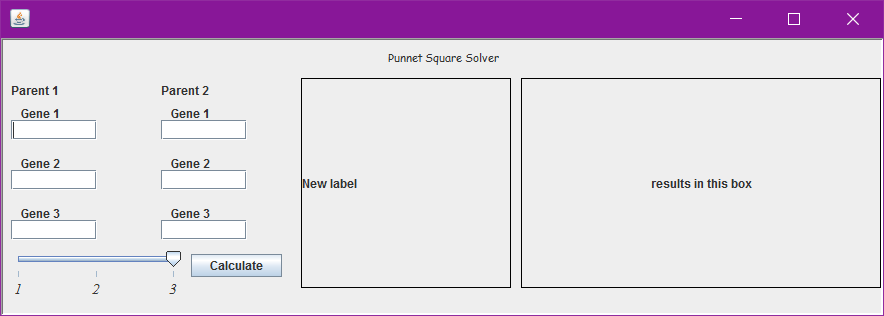 Punnet Square Solver
Parent 1
Parent 2
Gene 1
Gene 1
Gene 2
Gene 2
New label
results in this box
Gene 3
Gene 3
Calculate
1 2 3